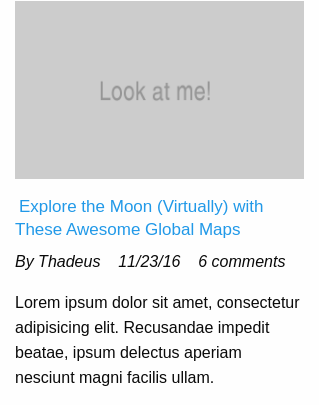 Look at me!
Explore the Moon (Virtually) with
These Awesome Global Maps
By Thadeus 11/23/16 6 comments
Lorem ipsum dolor sit amet, consectetur
adipisicing elit. Recusandae impedit
beatae, ipsum delectus aperiam
nesciunt magni facilis ullam.